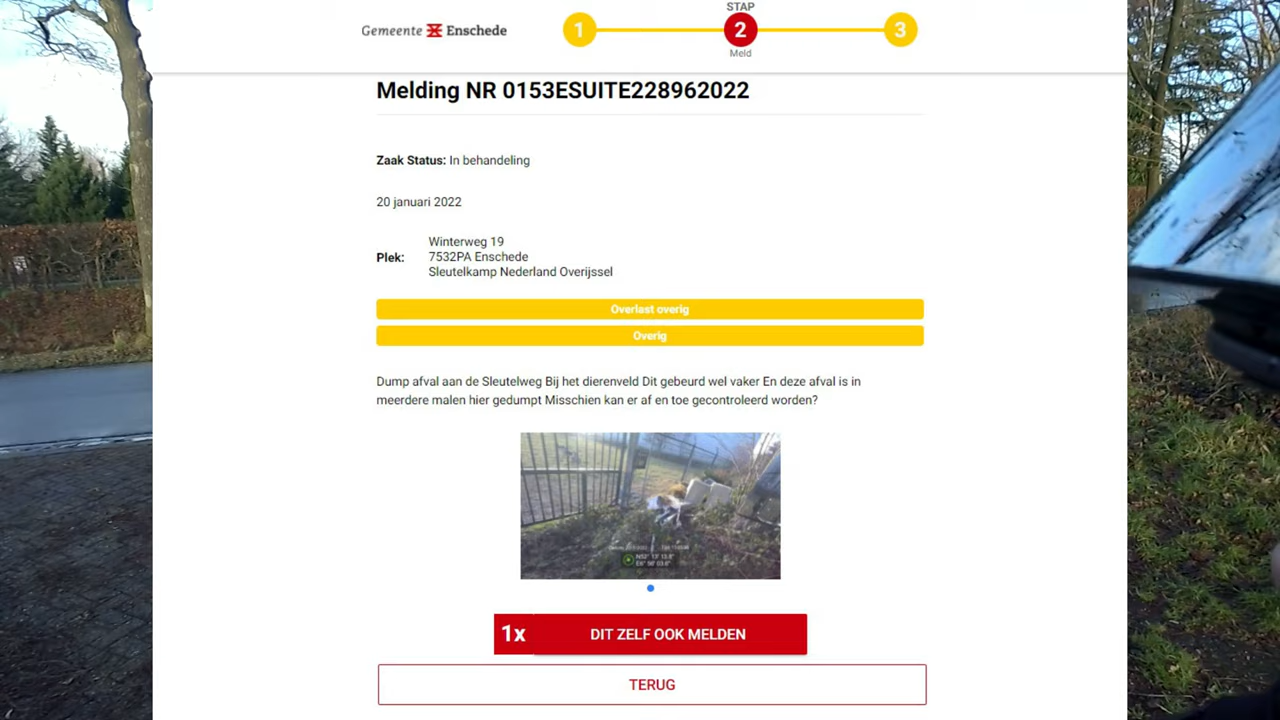 STAP
Gemeente Enschede
1
2
3
Meld
Melding NR 0153ESUITE228962022
Zaak Status: In behandeling
20 januari 2022
Winterweg 19
Plek:
7532PA Enschede
Sleutelkamp Nederland Overijssel
Overlast overig
Overig
Dump afval aan de Sleutelweg Bij het dierenveld Dit gebeurd wel vaker En deze afval is in
meerdere malen hier gedumpt Misschien kan er af en toe gecontroleerd worden?
1x
DIT ZELF OOK MELDEN
TERUG